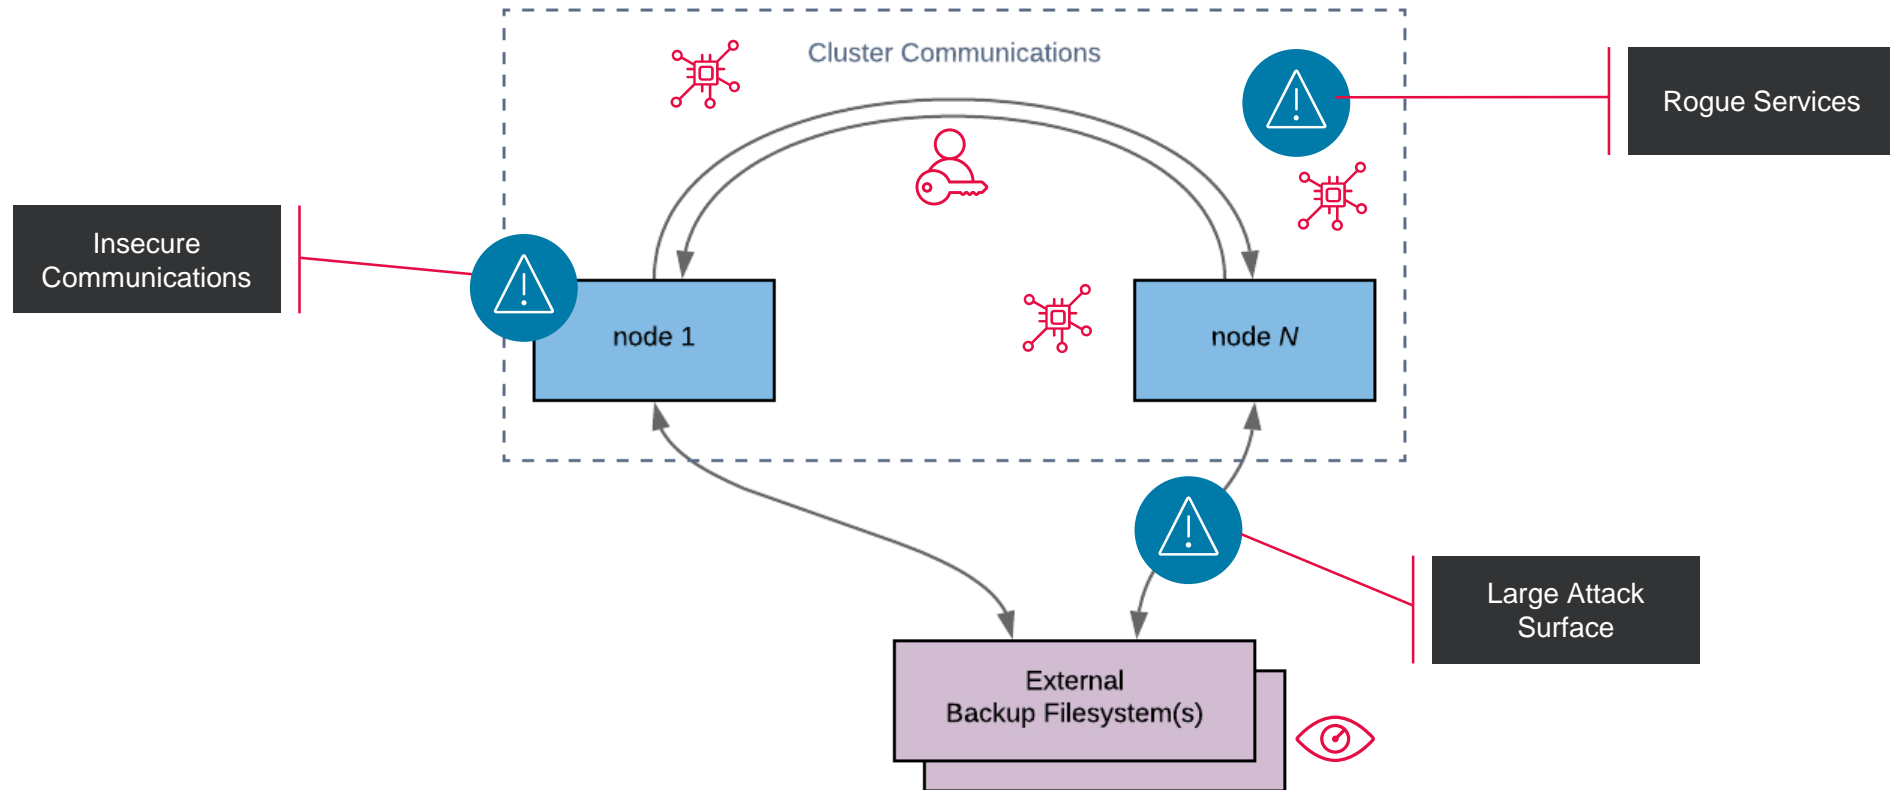 Cluster Communications
Rogue Services
Insecure
Communications
node 1
node N
Large Attack
Surface
External
Backup Filesystem(s)